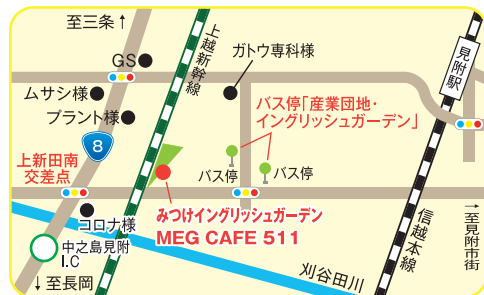 至三条↑
GS
ムサシ様
プラント様
8
上越新幹線
ガトウ専科様
見附駅
バス停「産業団地・
イングリッシュガーデン」
上新田南
交差点
バス停
バス停
コロナ様
みつけイングリッシュガーデン
MEG CAFE 511
中之島見附
I.C
↓至長岡
刈谷田川
信越本線
→至見附市街